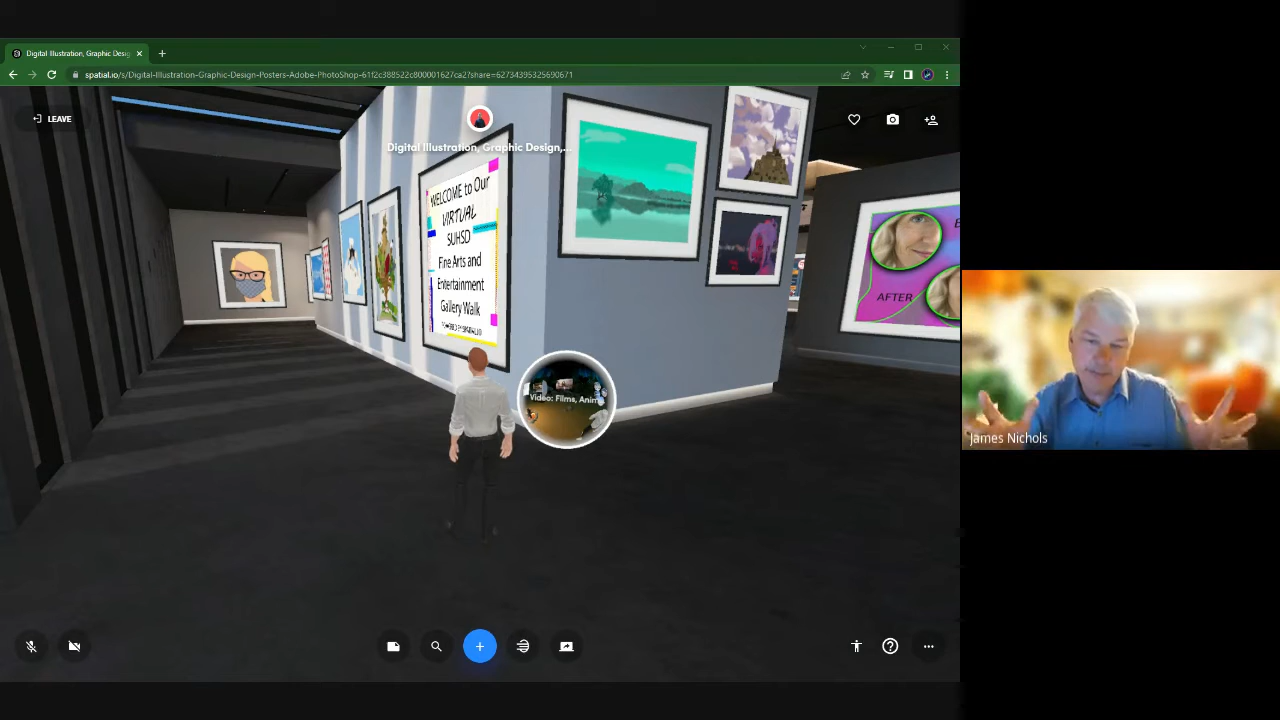 Digital Illustration, Graphic Desig
spatial.io/s/Digital-Illustration-Graphic-Design-Posters-Adobe-PhotoShop-61f2c388522c800001627ca2?share=62734395325690671
LEAVE
Digital Illustration, Graphic Design,...
WELCOME to Our
VIRTUAL
SUHSD
Fine Arts and
Entertainment
Gallery Walk
AFTER
Video: Films, Anim
James Nichols